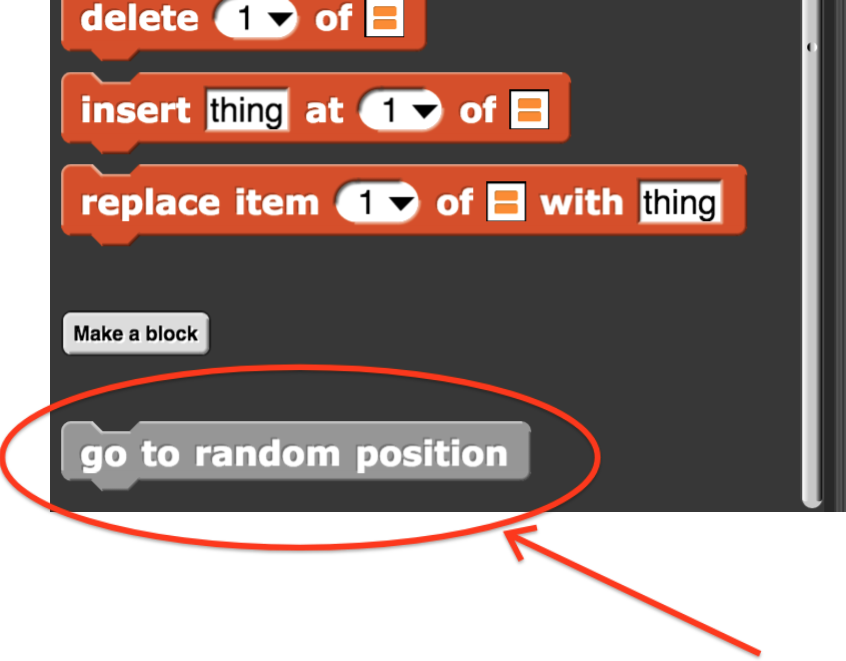 delete 1 of
insert thing at 1 of
replace item 1 of with thing
Make a block
go to random position